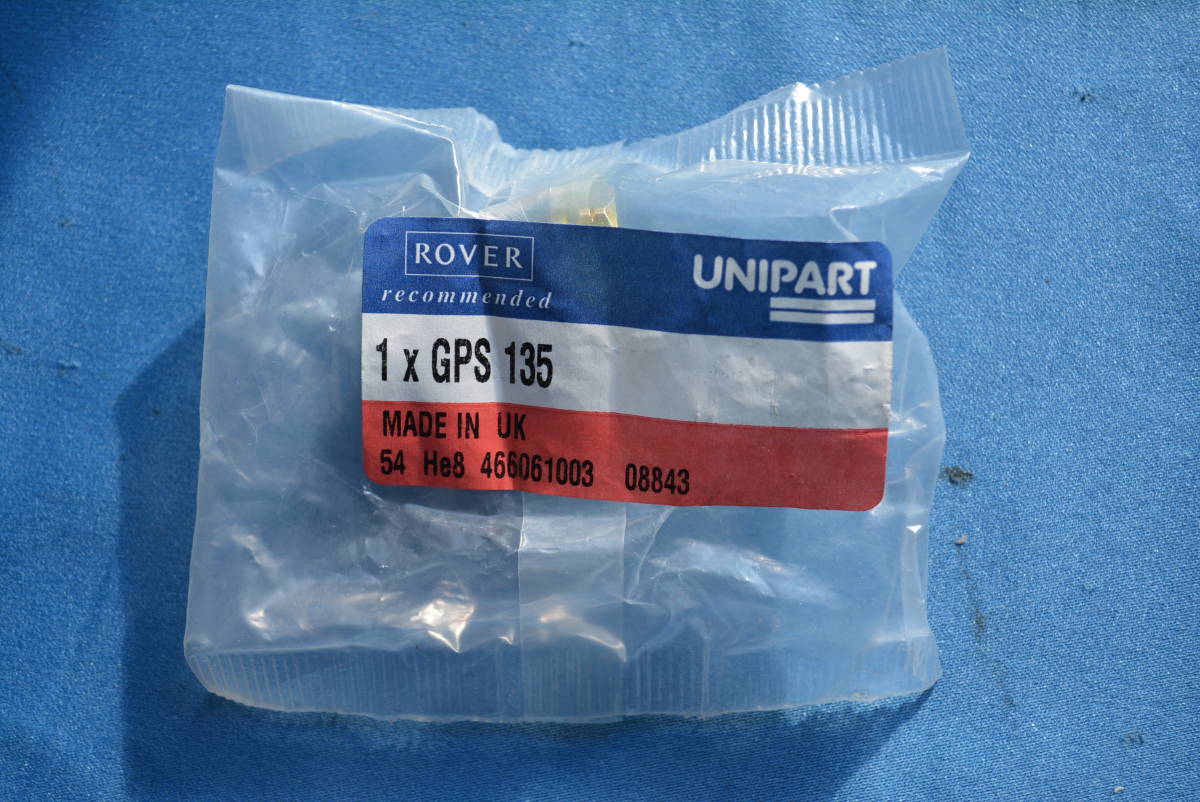 ROVER
recommended
UNIPART
1 x GPS 135
MADE IN UK
54 He8 466061003 08843